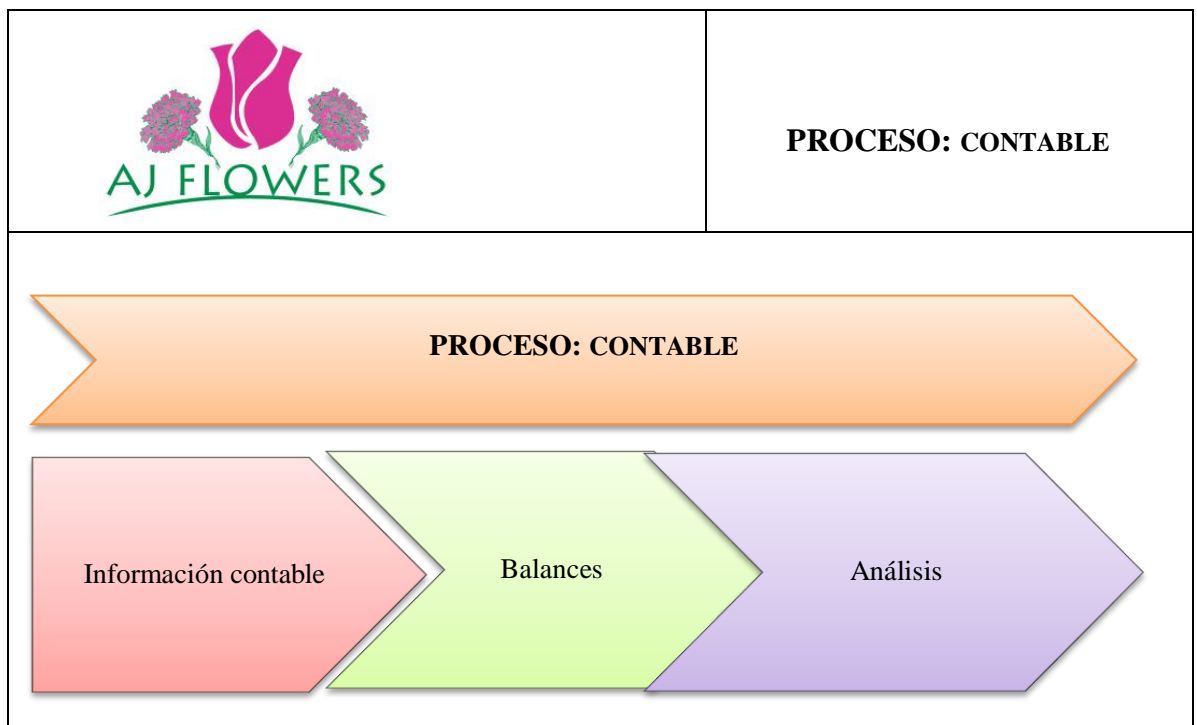 AJ FLOWERS
PROCESO: CONTABLE
PROCESO: CONTABLE
Información contable
Balances
Análisis